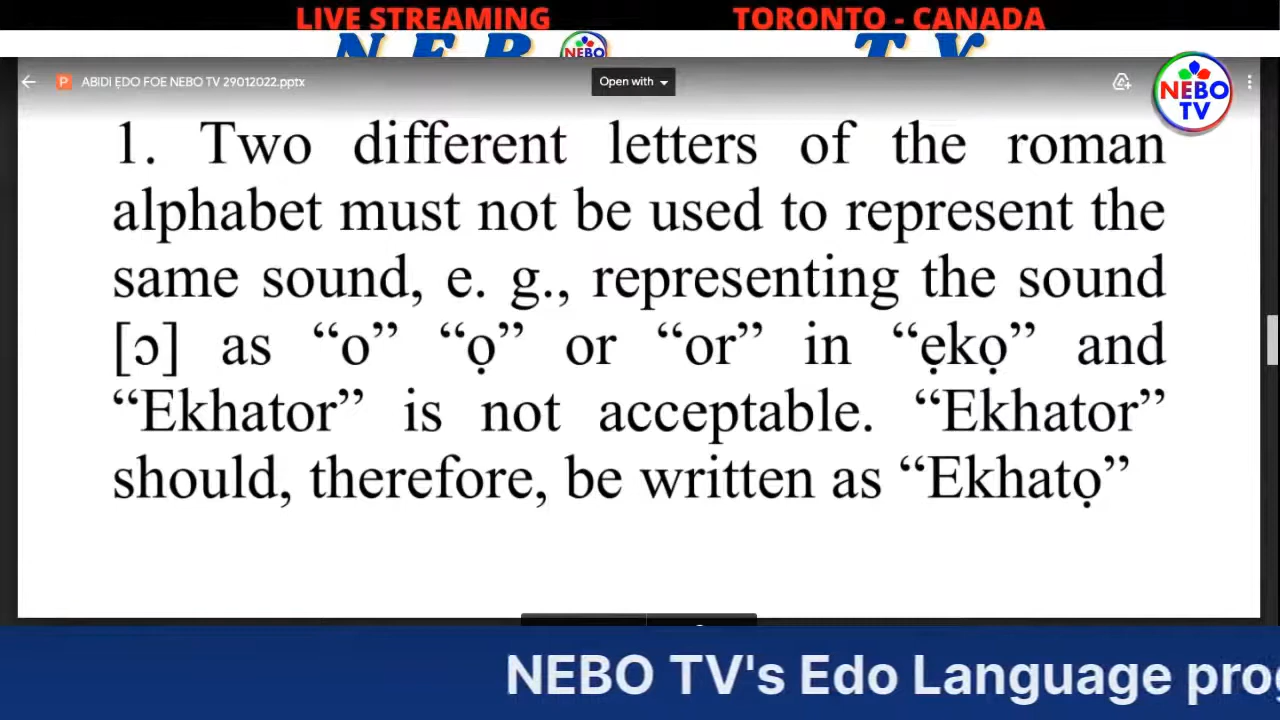 LIVE STREAMING TORONTO - CANADA
NEBO
ABIDI ẸDO FOE NEBO TV 29012022.pptx
Open with
NEBO
TV
1. Two different letters of the roman
alphabet must not be used to represent the
same sound, e. g., representing the sound
[ɔ] as “o” “ọ” or “or” in “ẹkọ” and
“Ekhator” is not acceptable. “Ekhator”
should, therefore, be written as “Ekhatọ”
NEBO TV's Edo Language prog